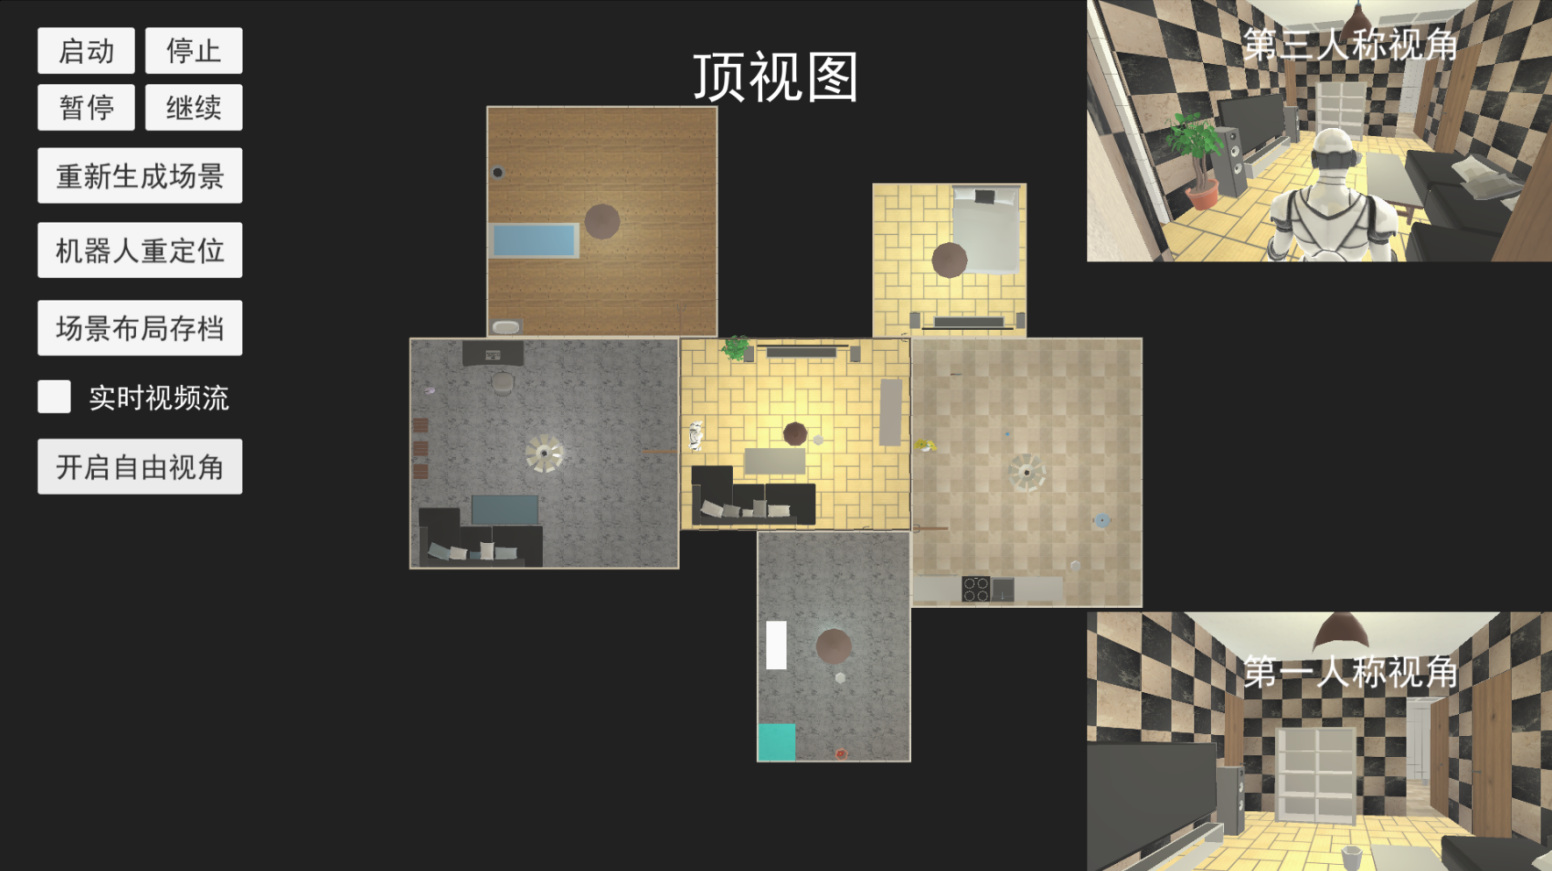 启动
停止
暂停
继续
重新生成场景
机器人重定位
场景布局存档
实时视频流
开启自由视角
顶视图
第三人称视角
第一人称视角